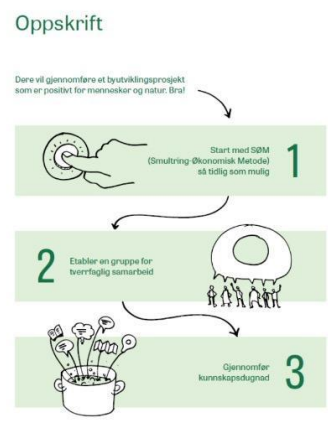 Oppskrift
Dere vil gjennomføre et byutviklingsprosjekt
som er positivt for mennesker og natur. Bra!
Start med SØM
(Smultring-Økonomisk Metode)
så tidlig som mulig
1
2
Etabler en gruppe for
tverrfaglig samarbeid
Gjennomfør
kunnskapsdugnad
3